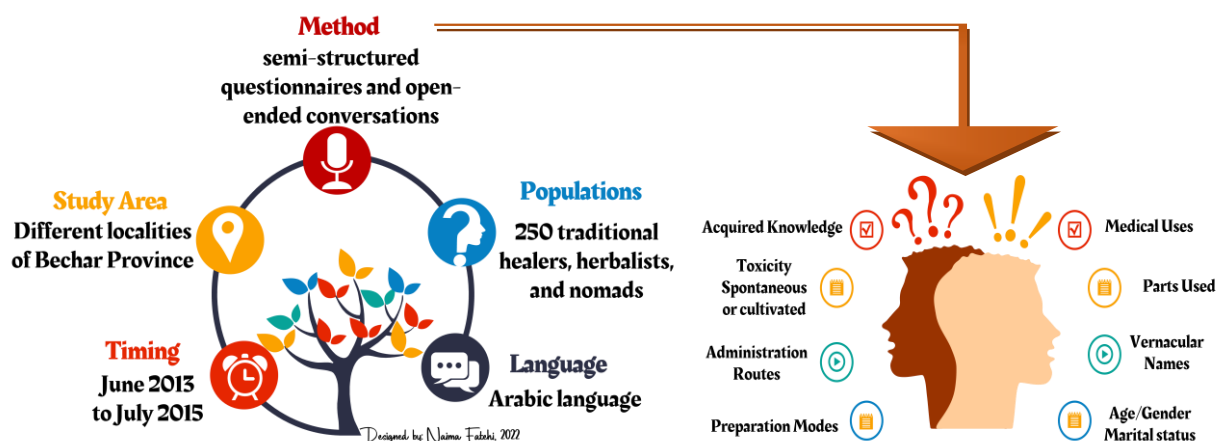 Method
semi-structured
questionnaires and open-
ended conversations
Study Area
Different localities
of Bechar Province
Populations
250 traditional
healers, herbalists,
and nomads
Timing
June 2013
to July 2015
Language
Arabic language
Designed by Naima Fatehi, 2022
Acquired Knowledge
Toxicity
Spontaneous
or cultivated
Administration
Routes
Preparation Modes
???
!!!
Medical Uses
Parts Used
Vernacular
Names
Age/Gender
Marital status